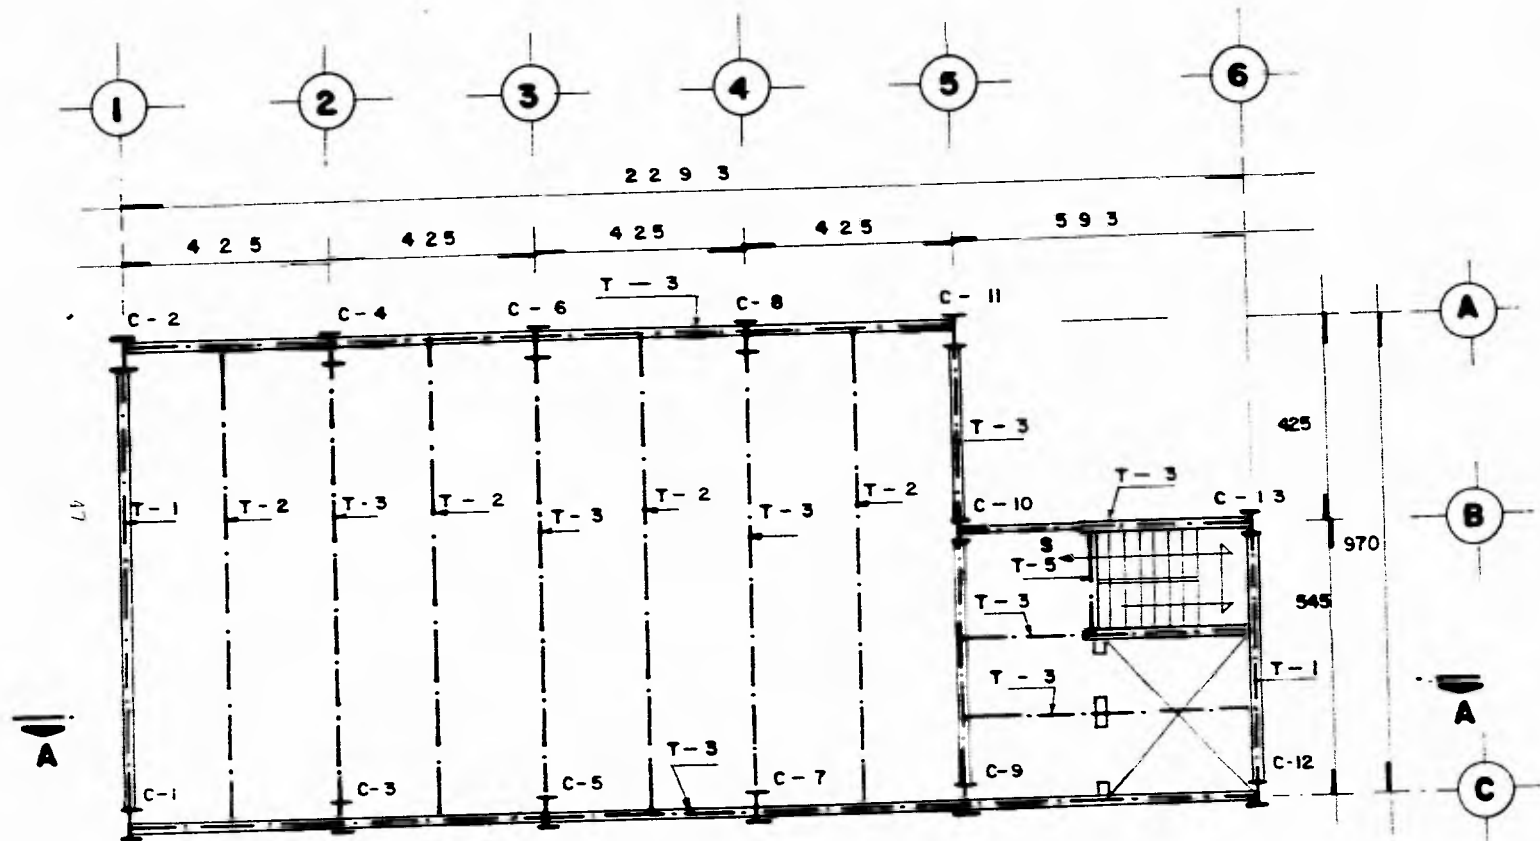 1 2 3 4 5 6
2293
425 425 425 425 593
T-3
C-2 C-4 C-6 C-8 C-11
A
425
T-3
T-3
C-10 C-13
B
T-1 T-2 T-3 T-2 T-3 T-2 T-3 T-2
47
S
T-5
970
T-3
545
T-3
T-1
A A
T-3
C-1 C-3 C-5 C-7 C-9 C-12
C